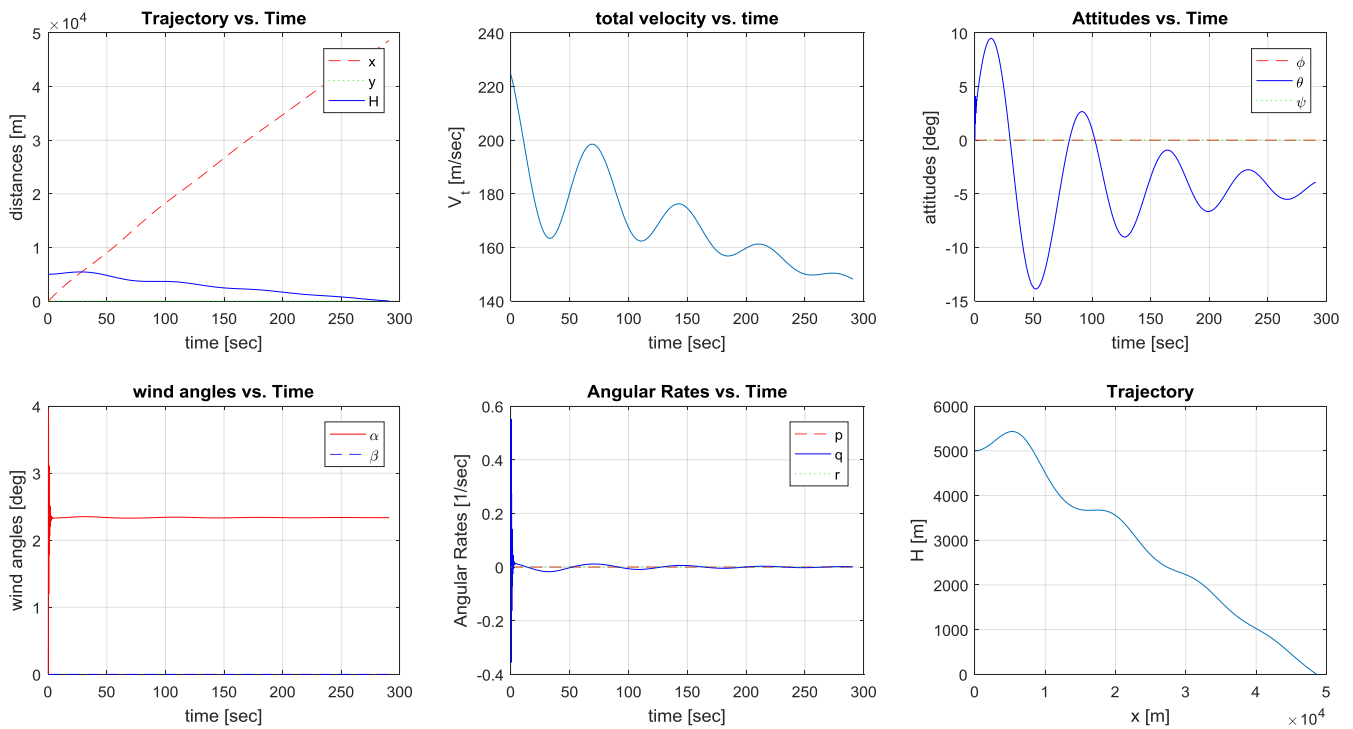 Trajectory vs. Time
×10⁴
5
4
3
2
1
0
distances [m]
0 50 100 150 200 250 300
time [sec]
x
y
H
total velocity vs. time
240
220
200
180
160
140
V_t [m/sec]
0 50 100 150 200 250 300
time [sec]
Attitudes vs. Time
10
5
0
-5
-10
-15
attitudes [deg]
0 50 100 150 200 250 300
time [sec]
ϕ
θ
ψ
wind angles vs. Time
4
3
2
1
0
wind angles [deg]
0 50 100 150 200 250 300
time [sec]
α
β
Angular Rates vs. Time
0.6
0.4
0.2
0
-0.2
-0.4
Angular Rates [1/sec]
0 50 100 150 200 250 300
time [sec]
p
q
r
Trajectory
6000
5000
4000
3000
2000
1000
0
H [m]
0 1 2 3 4 5
x [m]
×10⁴